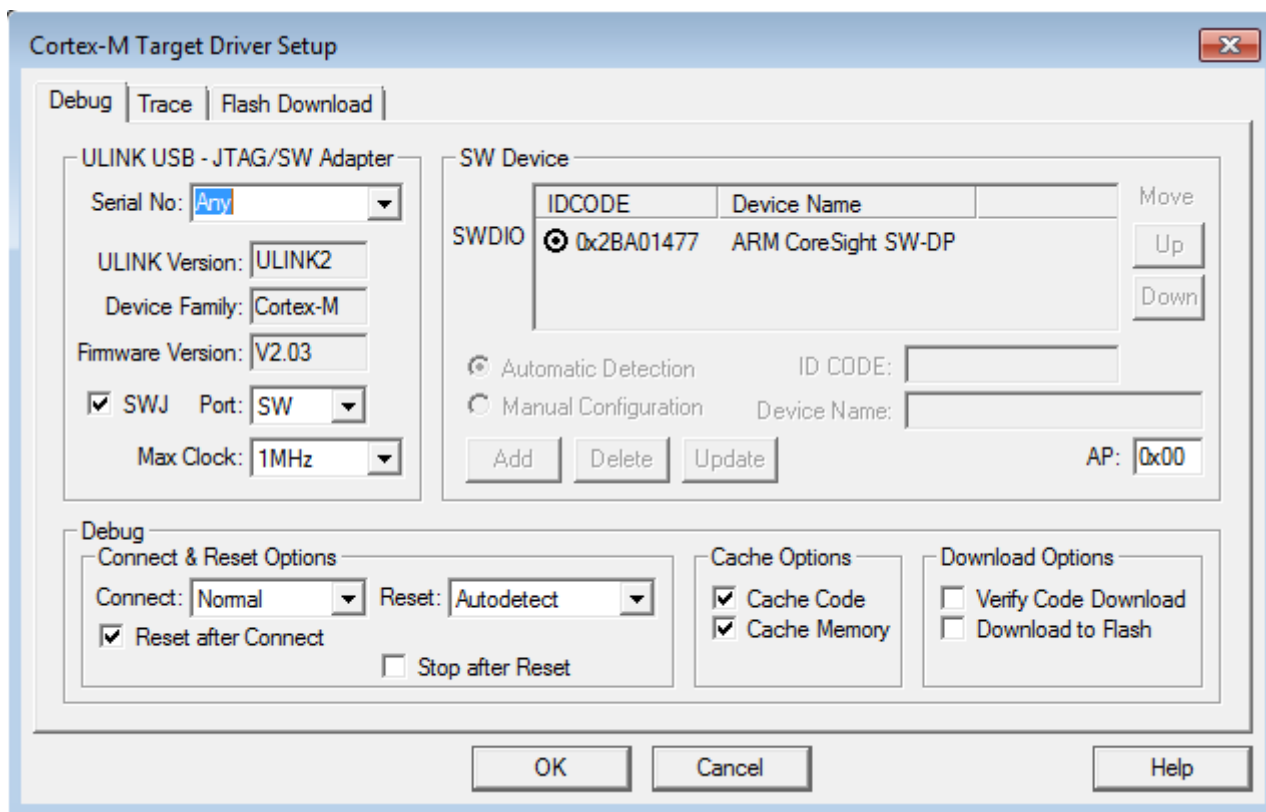 Cortex-M Target Driver Setup
Debug Trace Flash Download
ULINK USB - JTAG/SW Adapter
Serial No: Any
ULINK Version: ULINK2
Device Family: Cortex-M
Firmware Version: V2.03
SWJ Port: SW
Max Clock: 1MHz
SW Device
IDCODE Device Name
SWDIO 0x2BA01477 ARM CoreSight SW-DP
Move
Up
Down
Automatic Detection ID CODE:
Manual Configuration Device Name:
Add Delete Update AP: 0x00
Debug
Connect & Reset Options
Connect: Normal Reset: Autodetect
Reset after Connect
Stop after Reset
Cache Options
Cache Code
Cache Memory
Download Options
Verify Code Download
Download to Flash
OK Cancel Help